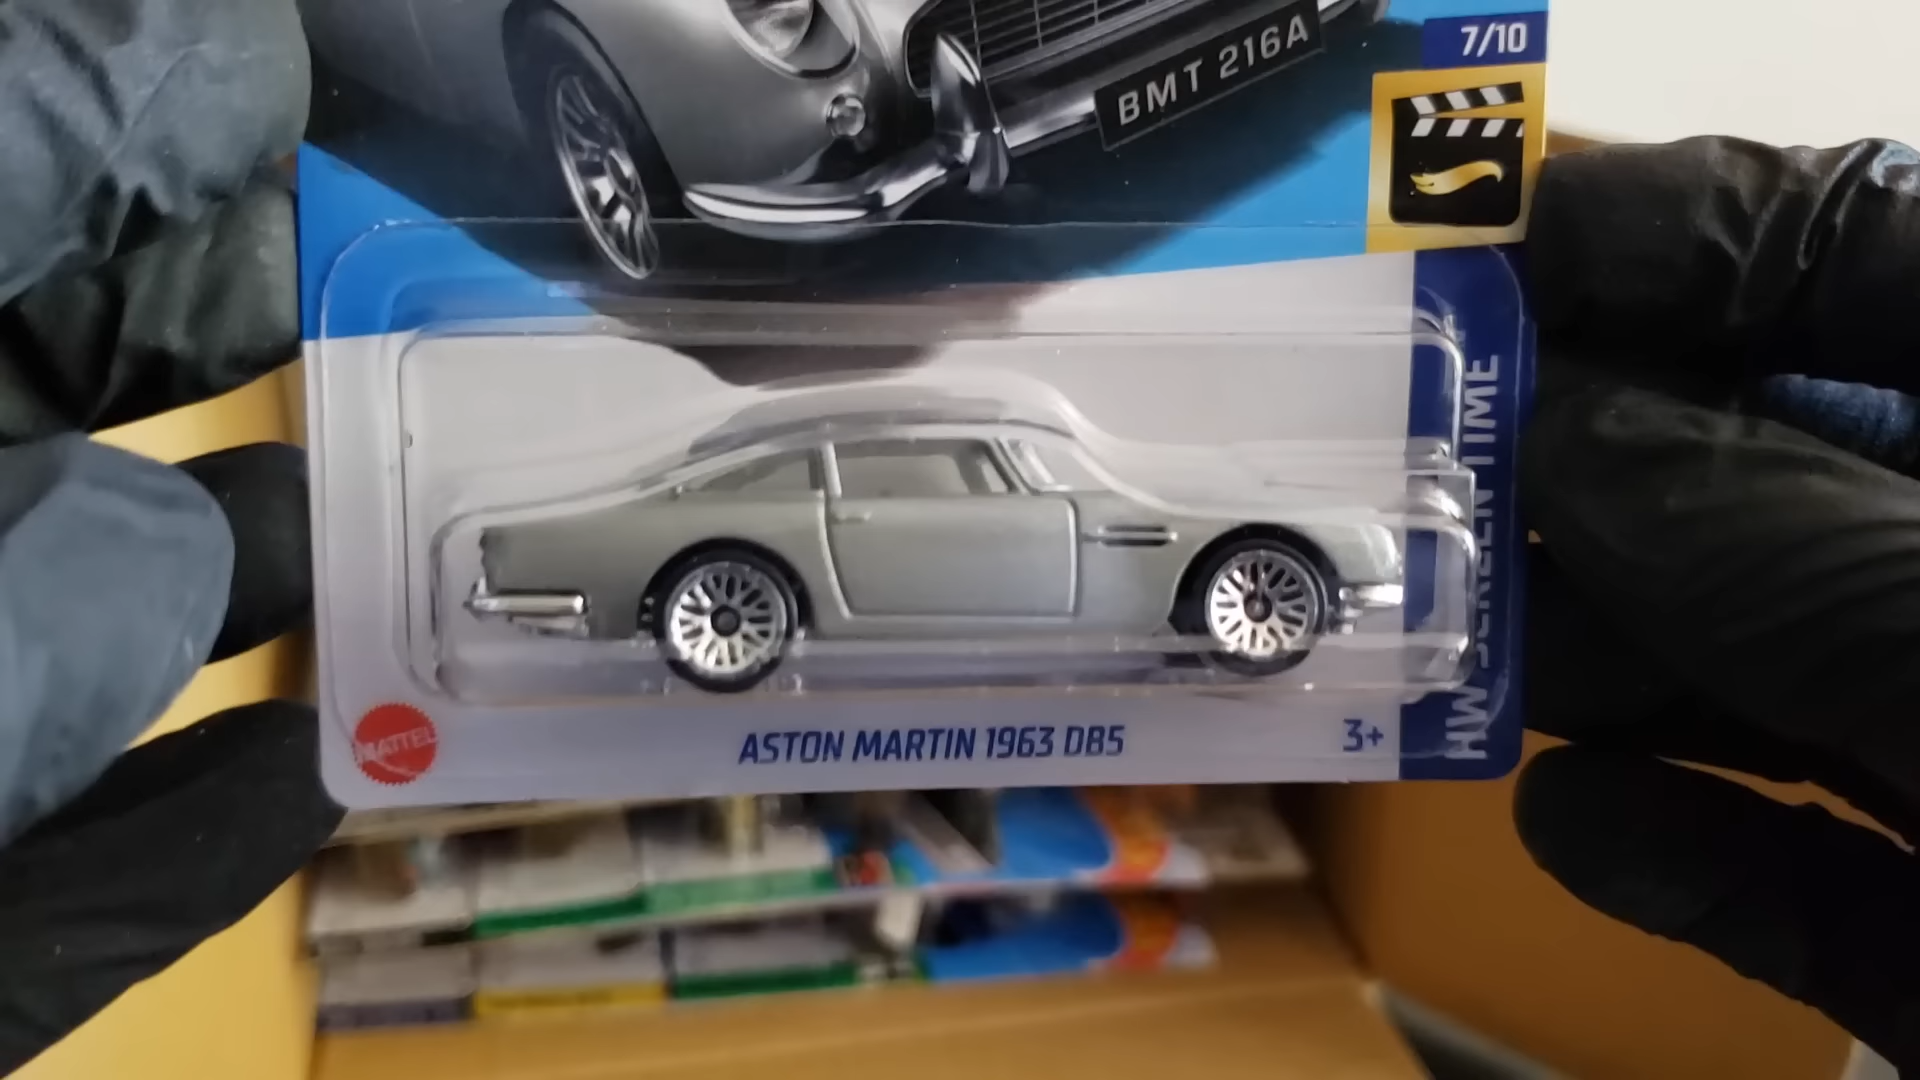 7/10
BMT 216A
HW SCREEN TIME
MATTEL
ASTON MARTIN 1963 DB5
3+